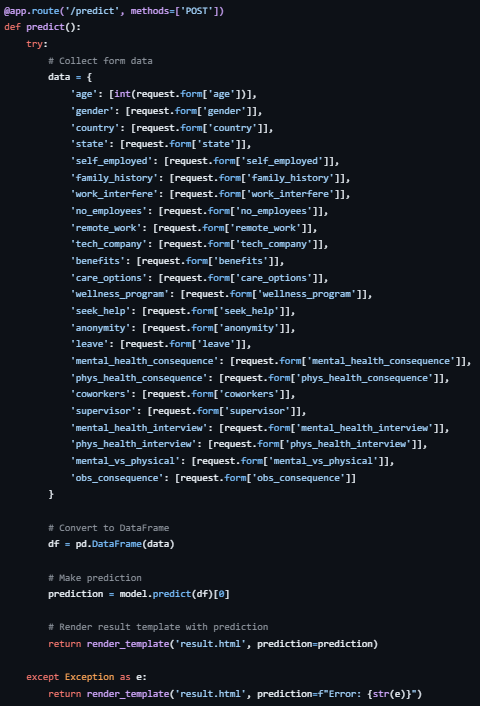 @app.route('/predict', methods=['POST'])
def predict():
    try:
        # Collect form data
        data = {
            'age': [int(request.form['age'])],
            'gender': [request.form['gender']],
            'country': [request.form['country']],
            'state': [request.form['state']],
            'self_employed': [request.form['self_employed']],
            'family_history': [request.form['family_history']],
            'work_interfere': [request.form['work_interfere']],
            'no_employees': [request.form['no_employees']],
            'remote_work': [request.form['remote_work']],
            'tech_company': [request.form['tech_company']],
            'benefits': [request.form['benefits']],
            'care_options': [request.form['care_options']],
            'wellness_program': [request.form['wellness_program']],
            'seek_help': [request.form['seek_help']],
            'anonymity': [request.form['anonymity']],
            'leave': [request.form['leave']],
            'mental_health_consequence': [request.form['mental_health_consequence']],
            'phys_health_consequence': [request.form['phys_health_consequence']],
            'coworkers': [request.form['coworkers']],
            'supervisor': [request.form['supervisor']],
            'mental_health_interview': [request.form['mental_health_interview']],
            'phys_health_interview': [request.form['phys_health_interview']],
            'mental_vs_physical': [request.form['mental_vs_physical']],
            'obs_consequence': [request.form['obs_consequence']]
        }
        # Convert to DataFrame
        df = pd.DataFrame(data)
        # Make prediction
        prediction = model.predict(df)[0]
        # Render result template with prediction
        return render_template('result.html', prediction=prediction)
    except Exception as e:
        return render_template('result.html', prediction=f"Error: {str(e)}")